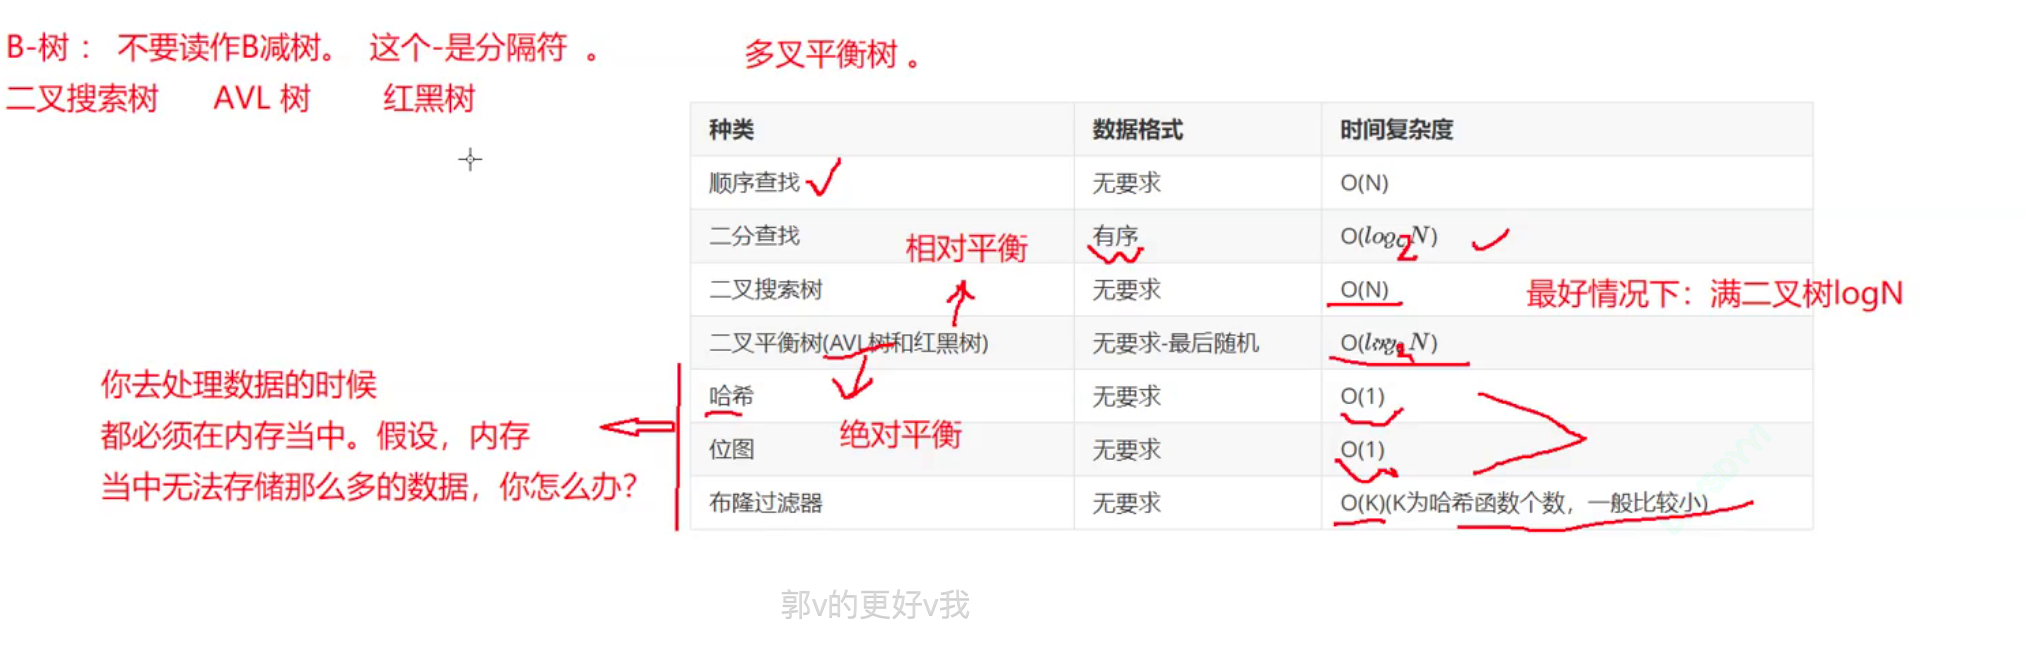 B-树： 不要读作B减树。 这个-是分隔符 。
多叉平衡树 。
二叉搜索树 AVL 树 红黑树
种类 数据格式 时间复杂度
顺序查找 无要求 O(N)
二分查找 有序 O(log2N)
相对平衡
二叉搜索树 无要求 O(N)
最好情况下：满二叉树logN
二叉平衡树(AVL树和红黑树) 无要求-最后随机 O(log2N)
哈希 无要求 O(1)
绝对平衡
位图 无要求 O(1)
布隆过滤器 无要求 O(K)(K为哈希函数个数，一般比较小)
你去处理数据的时候
都必须在内存当中。假设，内存
当中无法存储那么多的数据，你怎么办？
郭v的更好v我